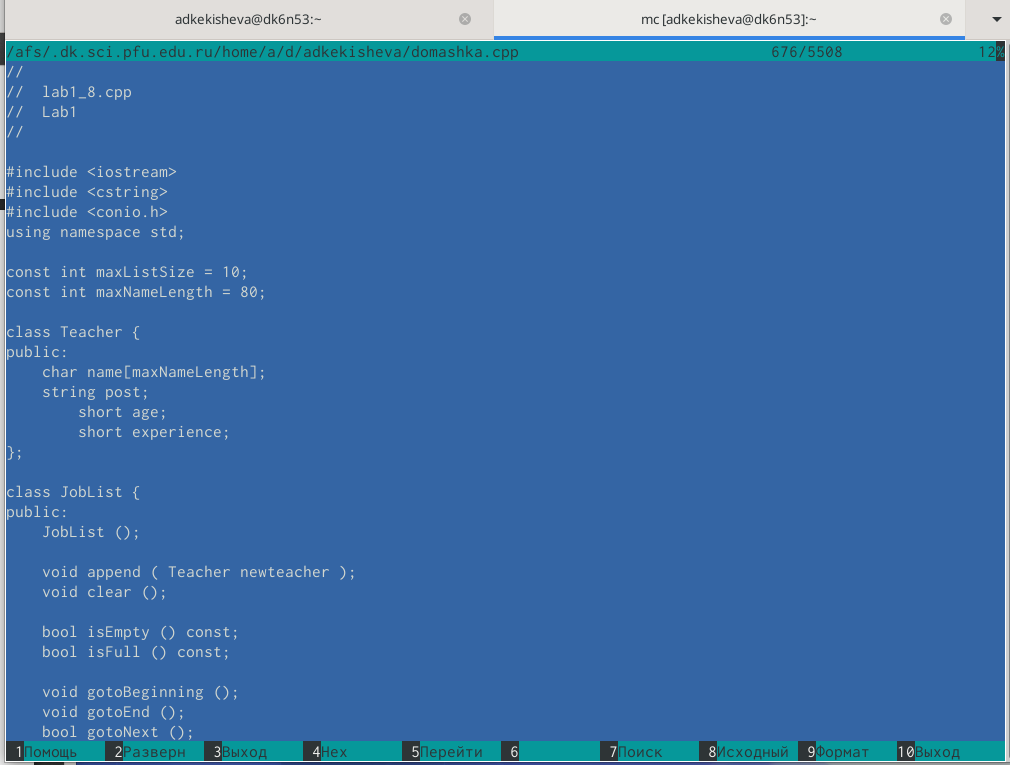 adkekisheva@dk6n53:~ mc [adkekisheva@dk6n53]:~
/afs/.dk.sci.pfu.edu.ru/home/a/d/adkekisheva/domashka.cpp 676/5508 12%
//
//  lab1_8.cpp
//  Lab1
//
#include <iostream>
#include <cstring>
#include <conio.h>
using namespace std;
const int maxListSize = 10;
const int maxNameLength = 80;
class Teacher {
public:
    char name[maxNameLength];
    string post;
        short age;
        short experience;
};
class JobList {
public:
    JobList ();
    void append ( Teacher newteacher );
    void clear ();
    bool isEmpty () const;
    bool isFull () const;
    void gotoBeginning ();
    void gotoEnd ();
    bool gotoNext ();
1Помощь 2Разверн 3Выход 4Hex 5Перейти 6 7Поиск 8Исходный 9Формат 10Выход